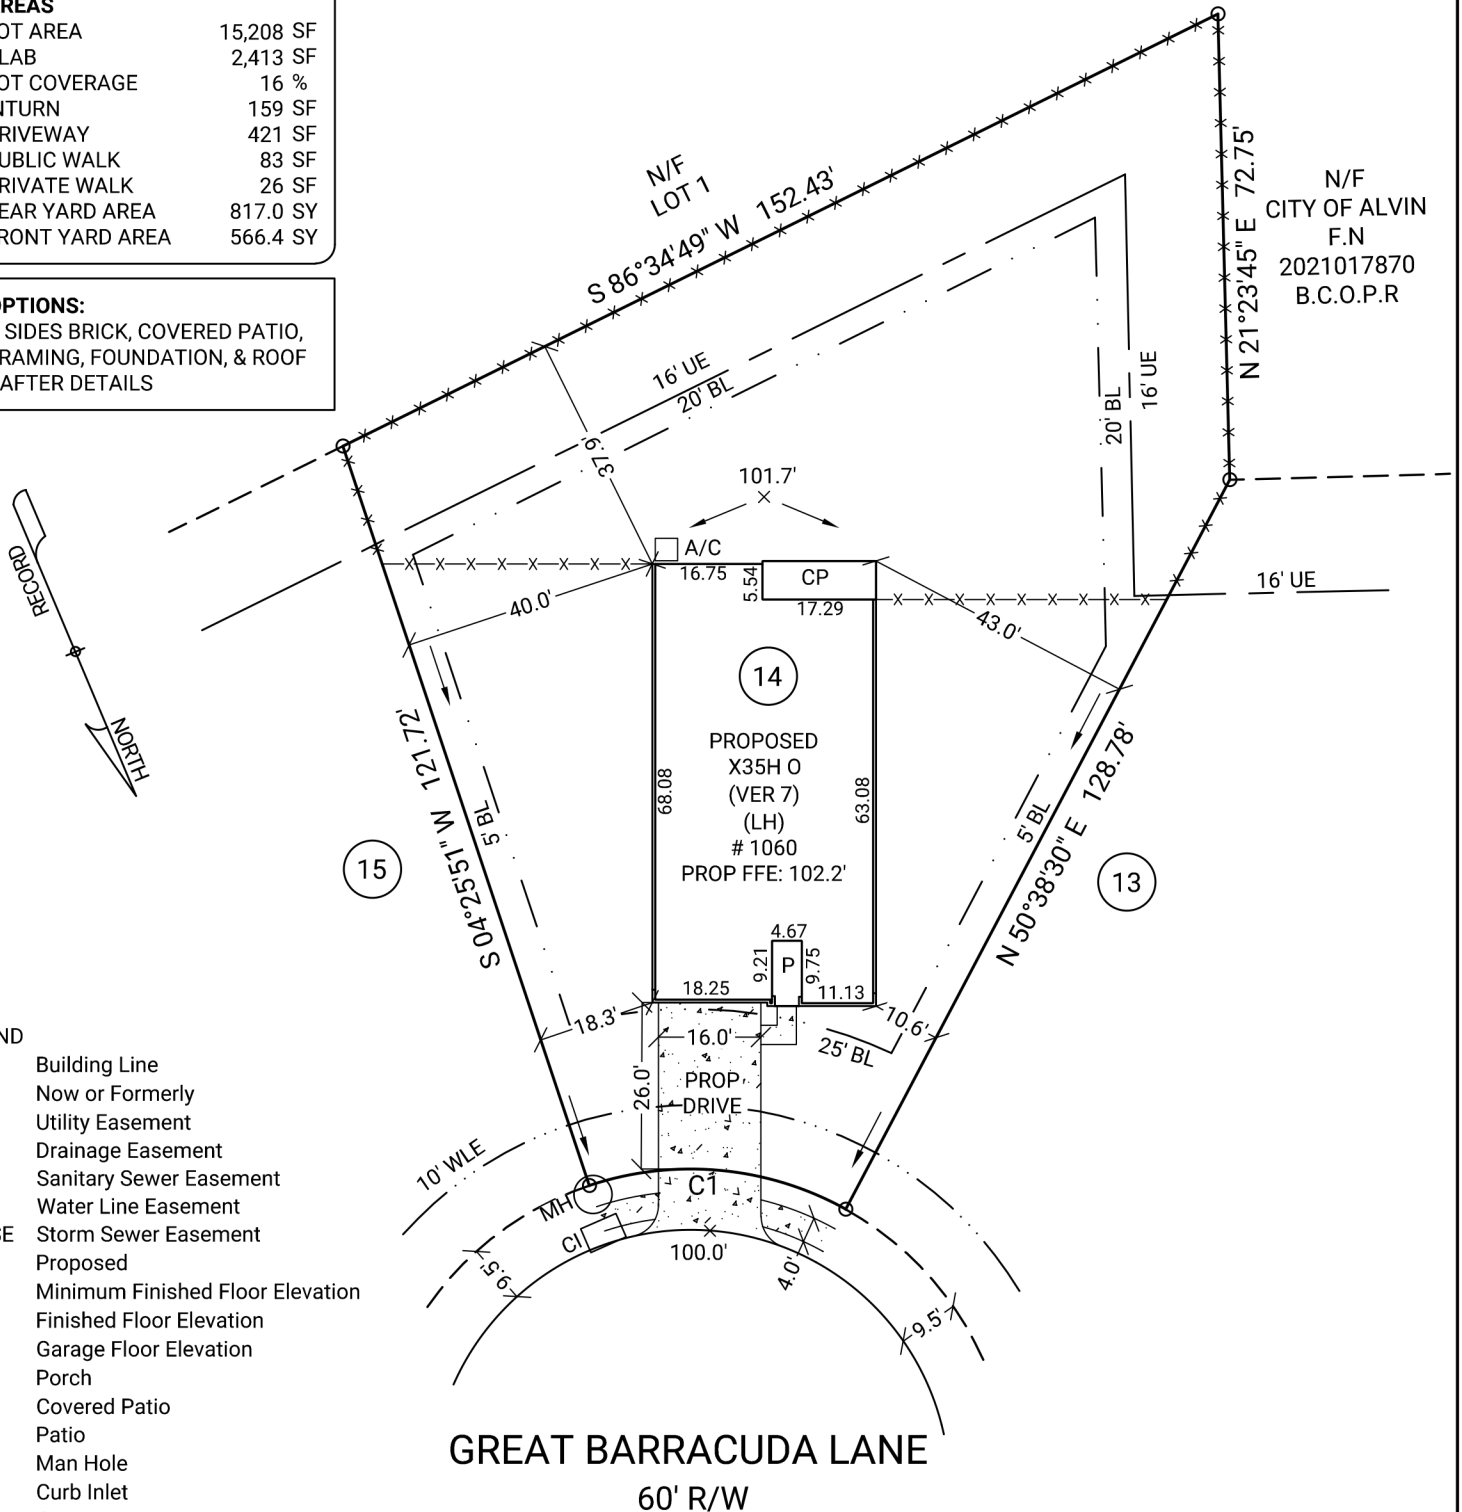 REAS
OT AREA 15,208 SF
LAB 2,413 SF
OT COVERAGE 16 %
NTURN 159 SF
RIVEWAY 421 SF
UBLIC WALK 83 SF
RIVATE WALK 26 SF
EAR YARD AREA 817.0 SY
RONT YARD AREA 566.4 SY
OPTIONS:
SIDES BRICK, COVERED PATIO,
RAMING, FOUNDATION, & ROOF
AFTER DETAILS
N/F
LOT 1
S 86°34'49" W 152.43'
N 21°23'45" E 72.75'
N/F
CITY OF ALVIN
F.N
2021017870
B.C.O.P.R
16' UE
20' BL
20' BL
16' UE
37.9'
101.7'
RECORD
NORTH
A/C
16.75
5.54
CP
17.29
16' UE
40.0'
43.0'
14
PROPOSED
X35H O
(VER 7)
(LH)
# 1060
PROP FFE: 102.2'
68.08
63.08
S 04°25'51" W 121.72'
5' BL
5' BL
N 50°38'30" E 128.78'
15
13
4.67
9.21
P
9.75
18.25
11.13
18.3'
16.0'
10.6'
25' BL
26.0'
PROP
DRIVE
10' WLE
C1
MH
CI
100.0'
9.5'
4.0'
9.5'
ND
Building Line
Now or Formerly
Utility Easement
Drainage Easement
Sanitary Sewer Easement
Water Line Easement
SE Storm Sewer Easement
Proposed
Minimum Finished Floor Elevation
Finished Floor Elevation
Garage Floor Elevation
Porch
Covered Patio
Patio
Man Hole
Curb Inlet
GREAT BARRACUDA LANE
60' R/W